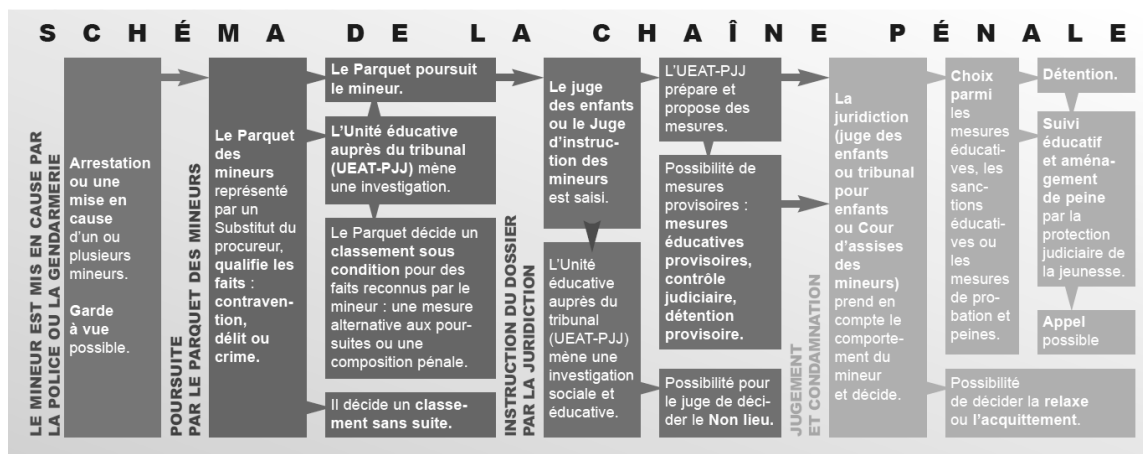 SCHÉMA DE LA CHAÎNE PÉNALE
LE MINEUR EST MIS EN CAUSE PAR
LA POLICE OU LA GENDARMERIE
Arrestation
ou une
mise en
cause
d'un ou
plusieurs
mineurs.
Garde
à vue
possible.
POURSUITE
PAR LE PARQUET DES MINEURS
Le Parquet
des
mineurs
représenté
par un
Substitut du
procureur,
qualifie les
faits :
contraven-
tion,
délit ou
crime.
Le Parquet poursuit
le mineur.
L'Unité éducative
auprès du tribunal
(UEAT-PJJ) mène
une investigation.
Le Parquet décide un
classement sous
condition pour des
faits reconnus par le
mineur : une mesure
alternative aux pour-
suites ou une
composition pénale.
Il décide un classe-
ment sans suite.
INSTRUCTION DU DOSSIER
PAR LA JURIDICTION
Le juge
des enfants
ou le Juge
d'instruc-
tion des
mineurs
est saisi.
L'Unité
éducative
auprès du
tribunal
(UEAT-PJJ)
mène une
investigation
sociale et
éducative.
L'UEAT-PJJ
prépare et
propose des
mesures.
Possibilité de
mesures
provisoires :
mesures
éducatives
provisoires,
contrôle
judiciaire,
détention
provisoire.
Possibilité pour
le juge de déci-
der le Non lieu.
JUGEMENT
ET CONDAMNATION
La
juridiction
(juge des
enfants
ou tribunal
pour
enfants
ou Cour
d'assises
des
mineurs)
prend en
compte le
comporte-
ment du
mineur
et décide.
Choix
parmi
les
mesures
éducati-
ves, les
sanc-
tions
éducati-
ves ou
les
mesures
de pro-
bation et
peines.
Détention.
Suivi
éducatif
et aména-
gement
de peine
par la
protection
judiciaire de
la jeunesse.
Appel
possible
Possibilité
de décider la relaxe
ou l'acquittement.